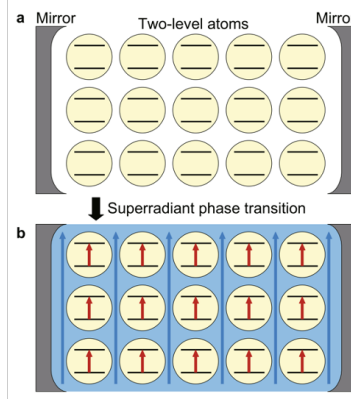 a Mirror Two-level atoms Mirro
Superradiant phase transition
b